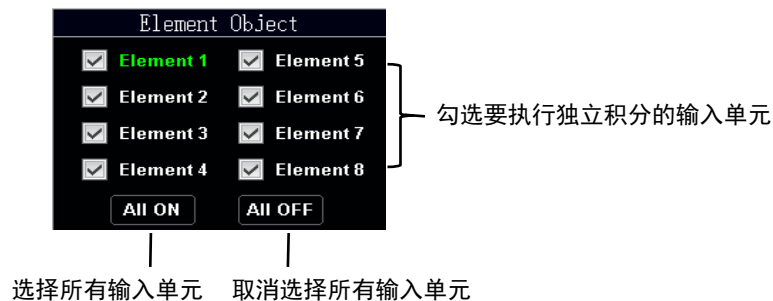 Element Object
Element 1 Element 5
Element 2 Element 6
Element 3 Element 7
Element 4 Element 8
勾选要执行独立积分的输入单元
All ON All OFF
选择所有输入单元 取消选择所有输入单元